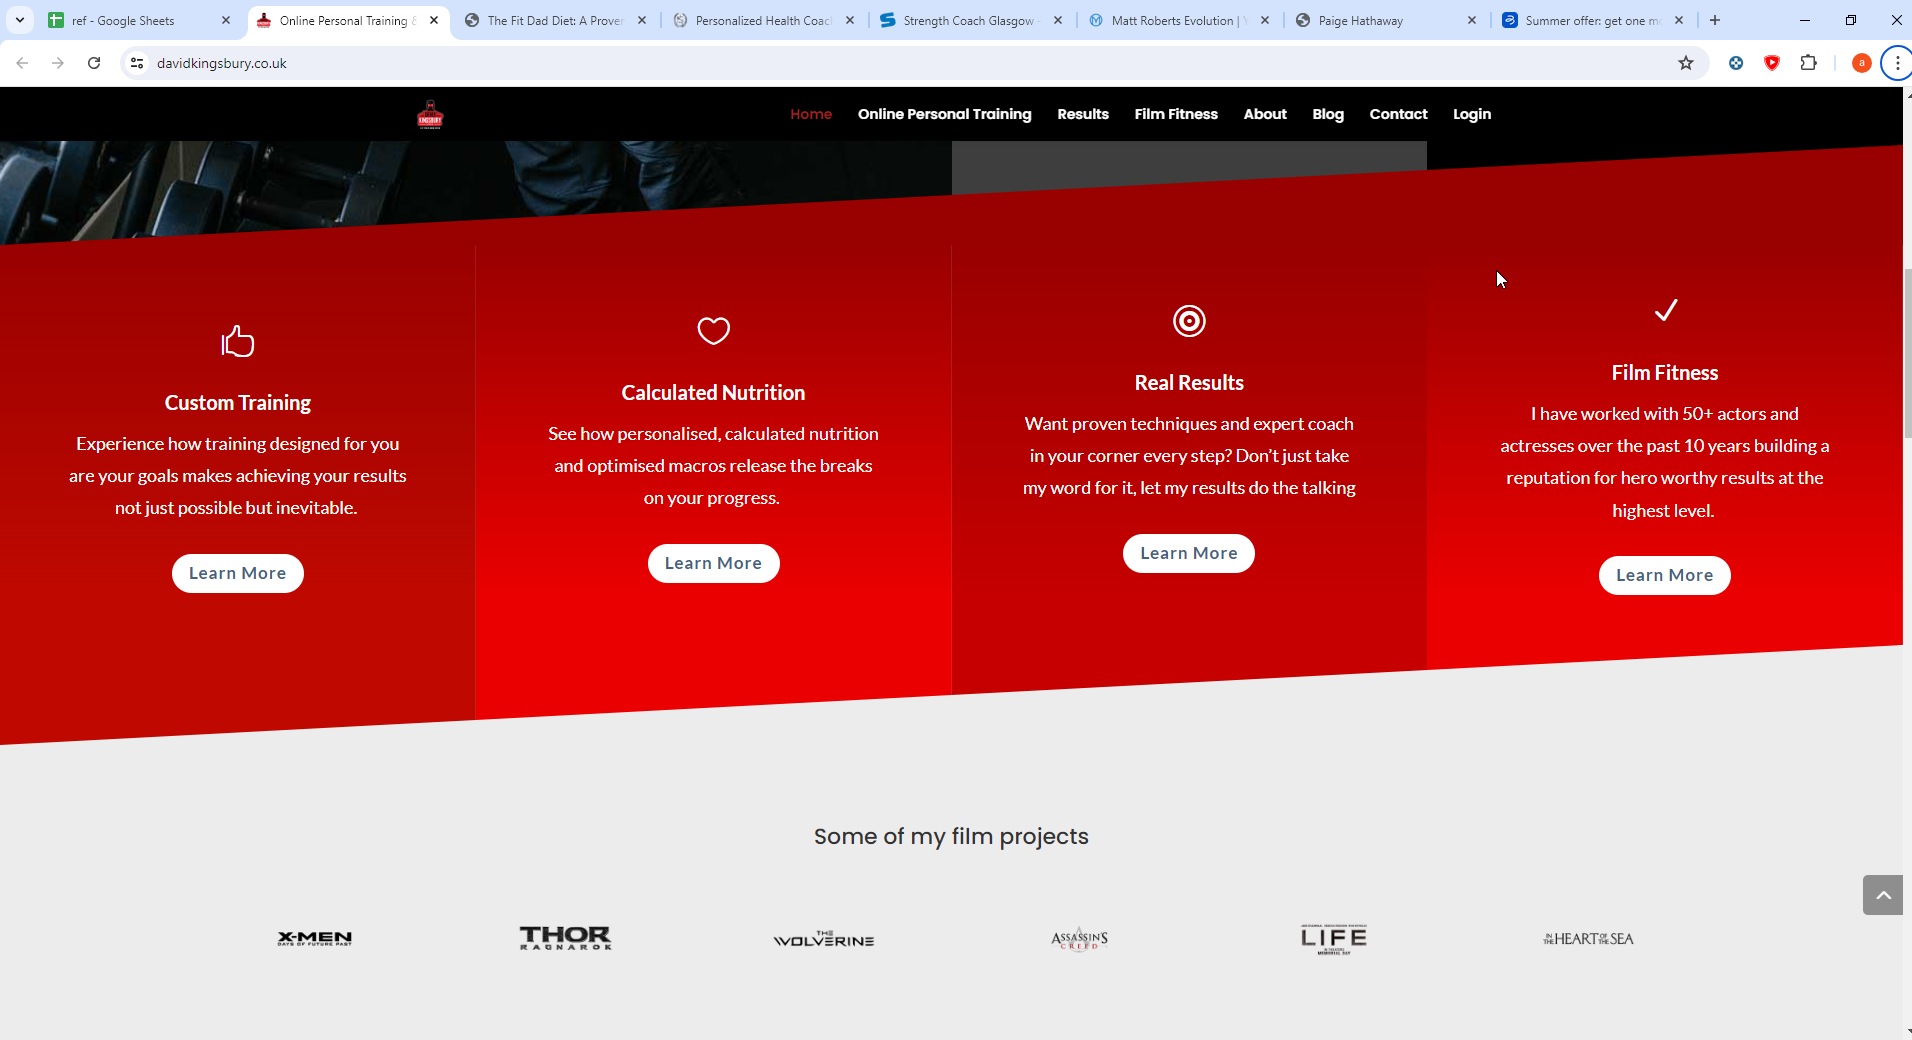 ref - Google Sheets
Online Personal Training &
The Fit Dad Diet: A Proven
Personalized Health Coach
Strength Coach Glasgow -
Matt Roberts Evolution | Y
Paige Hathaway
Summer offer: get one mo
davidkingsbury.co.uk
a
KINGSBURY
Home
Online Personal Training
Results
Film Fitness
About
Blog
Contact
Login
Custom Training
Experience how training designed for you
are your goals makes achieving your results
not just possible but inevitable.
Learn More
Calculated Nutrition
See how personalised, calculated nutrition
and optimised macros release the breaks
on your progress.
Learn More
Real Results
Want proven techniques and expert coach
in your corner every step? Don’t just take
my word for it, let my results do the talking
Learn More
Film Fitness
I have worked with 50+ actors and
actresses over the past 10 years building a
reputation for hero worthy results at the
highest level.
Learn More
Some of my film projects
X-MEN
DAYS OF FUTURE PAST
THOR
RAGNAROK
THE
WOLVERINE
ASSASSIN'S
CREED
LIFE
IN THEATERS
MEMORIAL DAY
IN THE HEART OF THE SEA